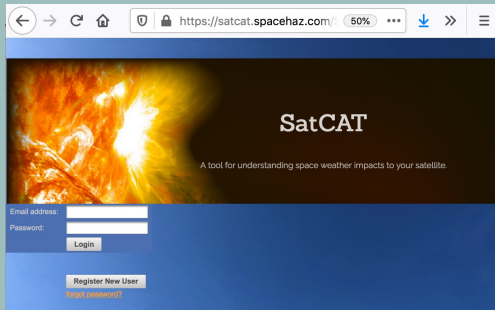 https://satcat.spacehaz.com/ 50%
SatCAT
A tool for understanding space weather impacts to your satellite.
Email address:
Password:
Login
Register New User
forgot password?